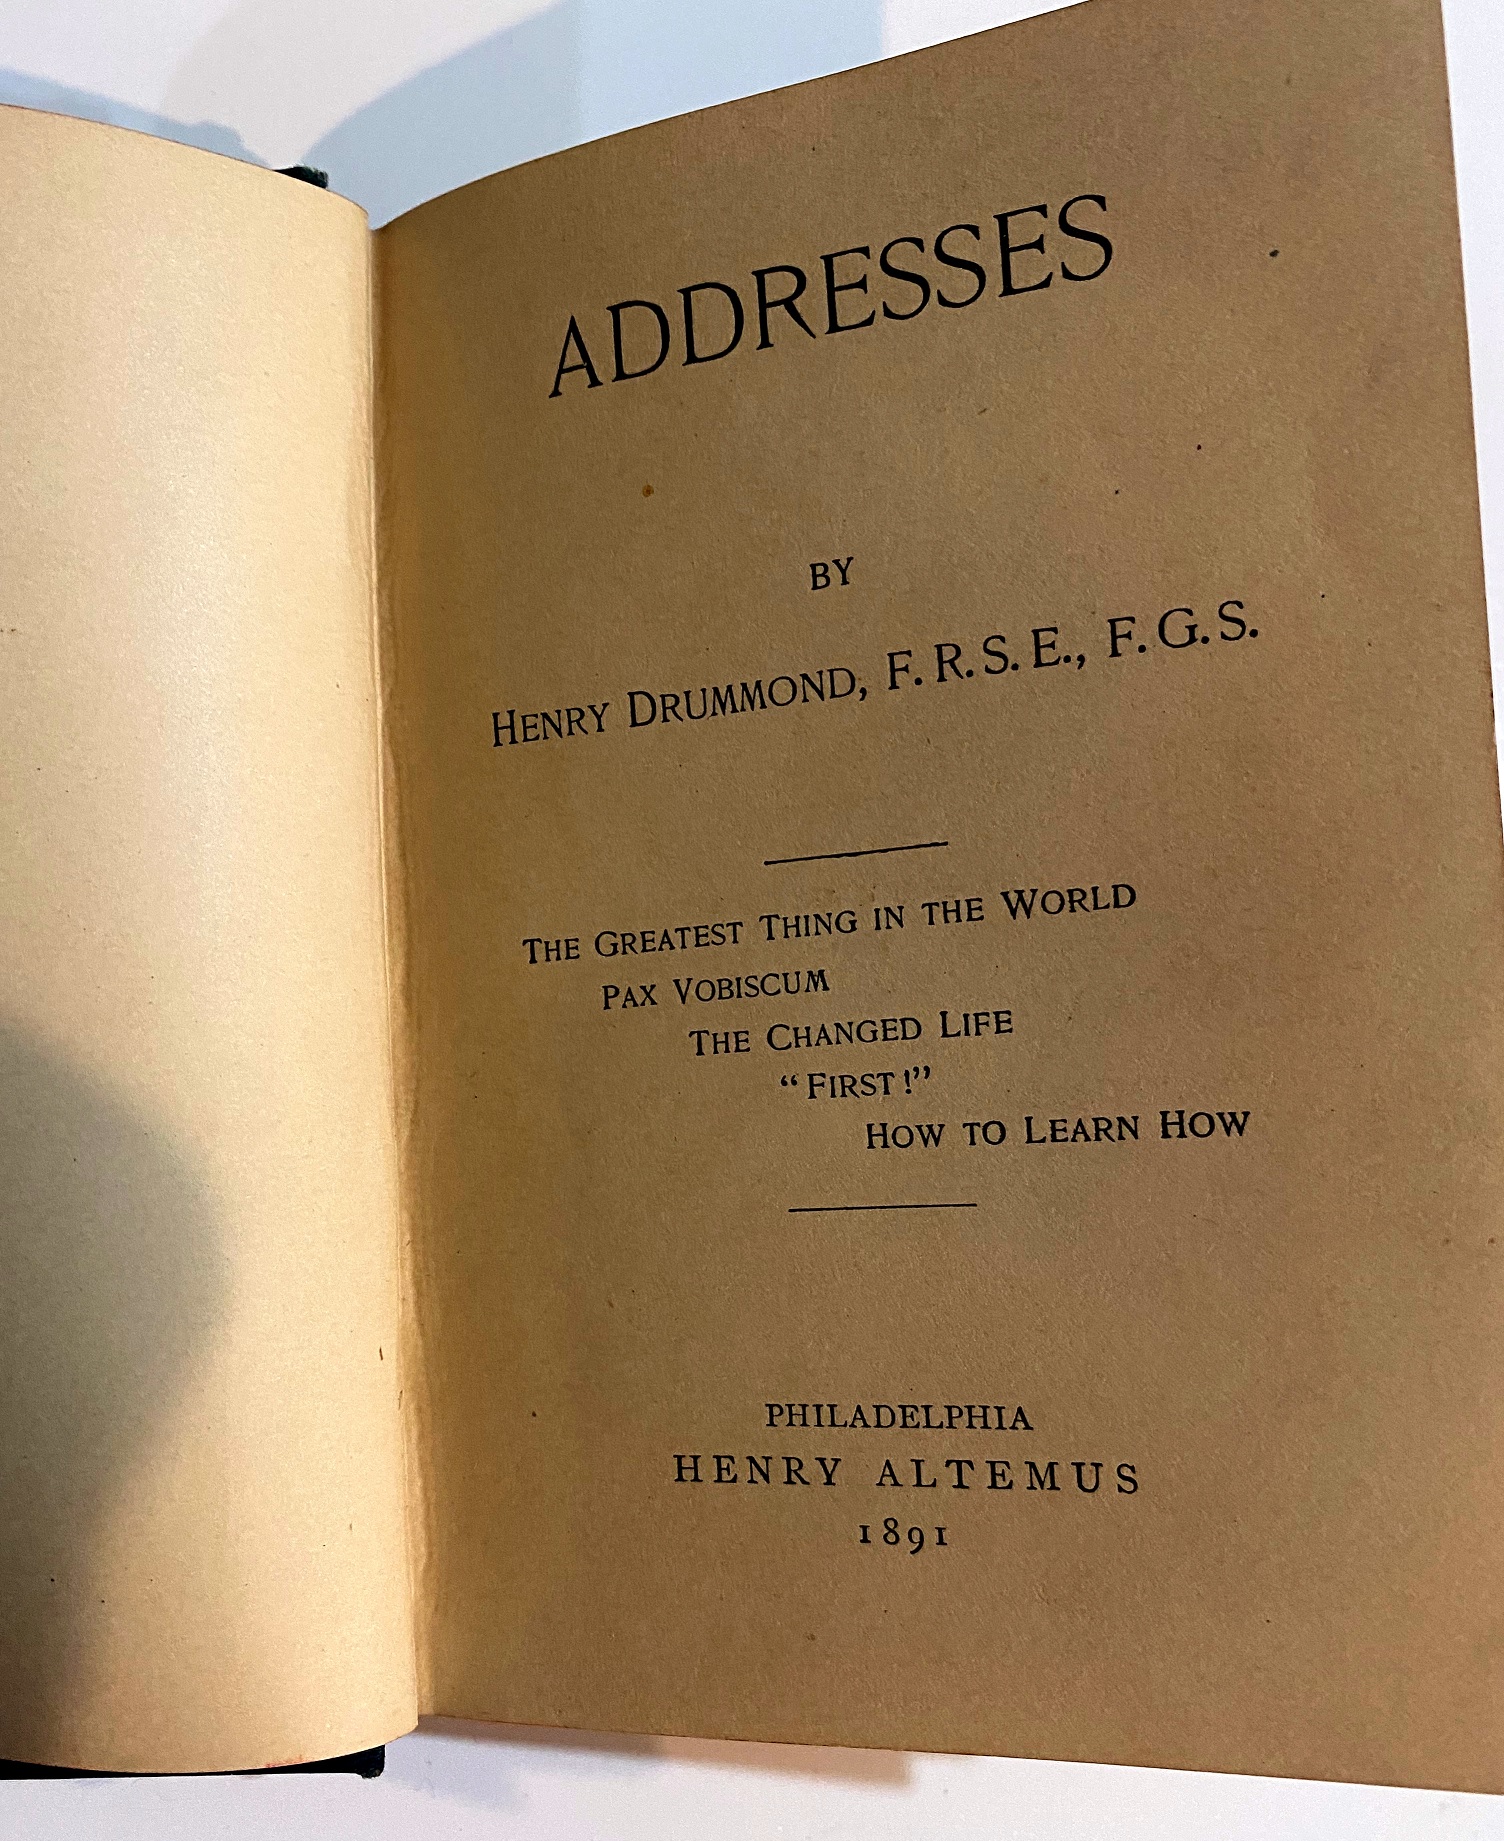 ADDRESSES
BY
HENRY DRUMMOND, F. R. S. E., F. G. S.
THE GREATEST THING IN THE WORLD
PAX VOBISCUM
THE CHANGED LIFE
“FIRST!”
HOW TO LEARN HOW
PHILADELPHIA
HENRY ALTEMUS
1891